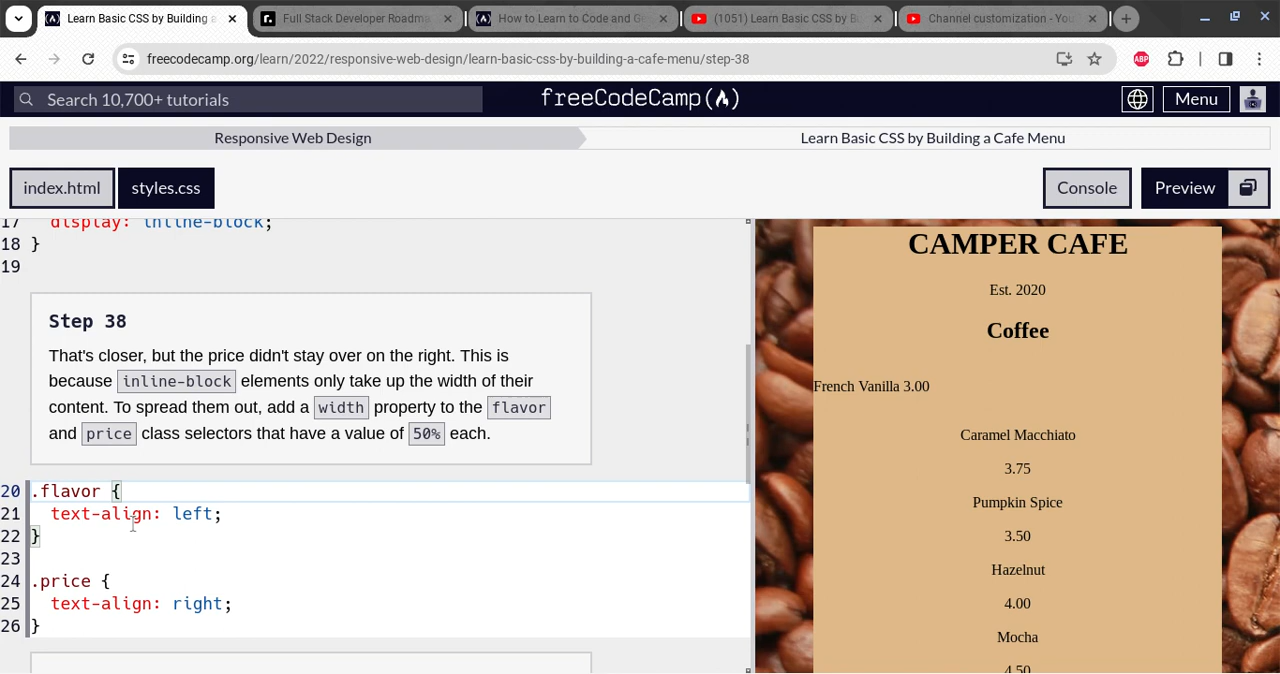 Learn Basic CSS by Building a
Full Stack Developer Roadma
How to Learn to Code and Ge
(1051) Learn Basic CSS by Bu
Channel customization - You
freecodecamp.org/learn/2022/responsive-web-design/learn-basic-css-by-building-a-cafe-menu/step-38
ABP
Search 10,700+ tutorials
freeCodeCamp
Menu
Responsive Web Design
Learn Basic CSS by Building a Cafe Menu
index.html
styles.css
Console
Preview
17 display: inline-block;
18 }
19
Step 38
That's closer, but the price didn't stay over on the right. This is
because inline-block elements only take up the width of their
content. To spread them out, add a width property to the flavor
and price class selectors that have a value of 50% each.
20 .flavor {
21 text-align: left;
22 }
23
24 .price {
25 text-align: right;
26 }
CAMPER CAFE
Est. 2020
Coffee
French Vanilla 3.00
Caramel Macchiato
3.75
Pumpkin Spice
3.50
Hazelnut
4.00
Mocha
4.50